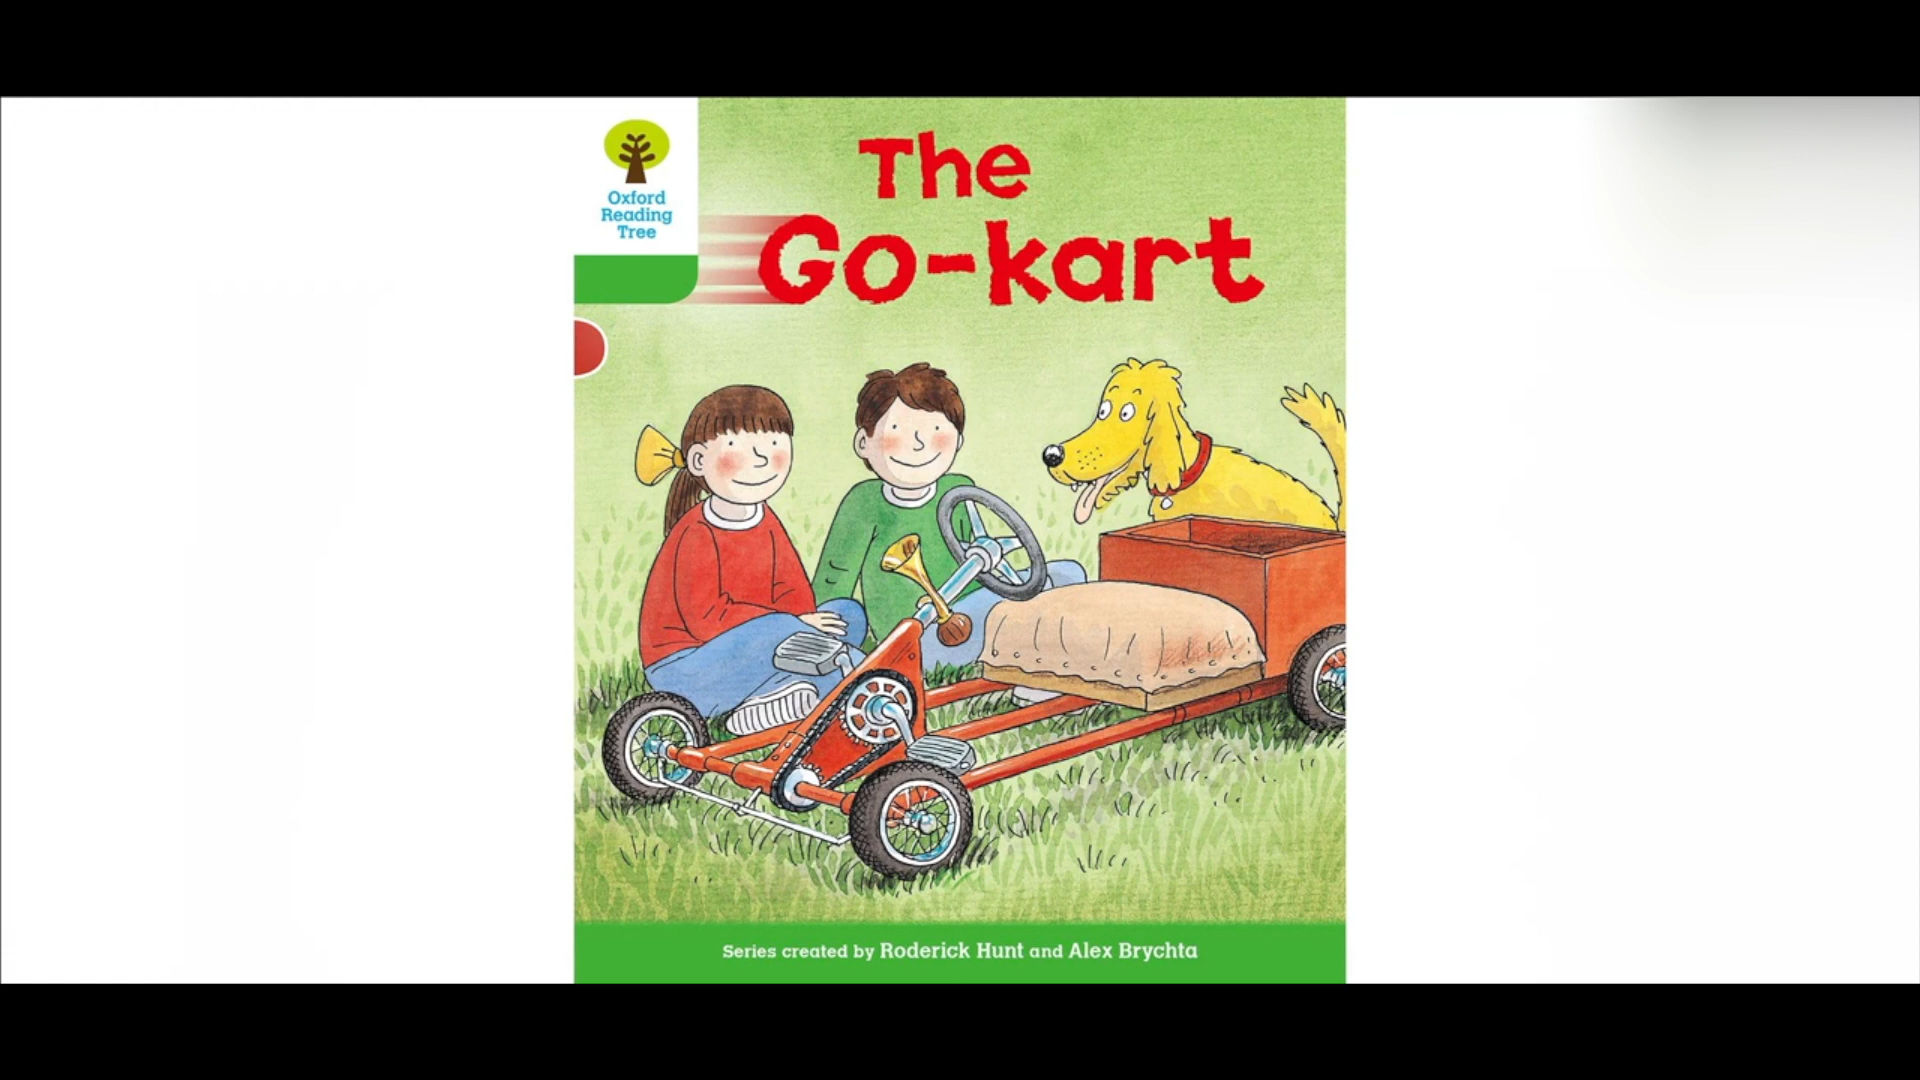 Oxford
Reading
Tree
The
Go-kart
Series created by Roderick Hunt and Alex Brychta